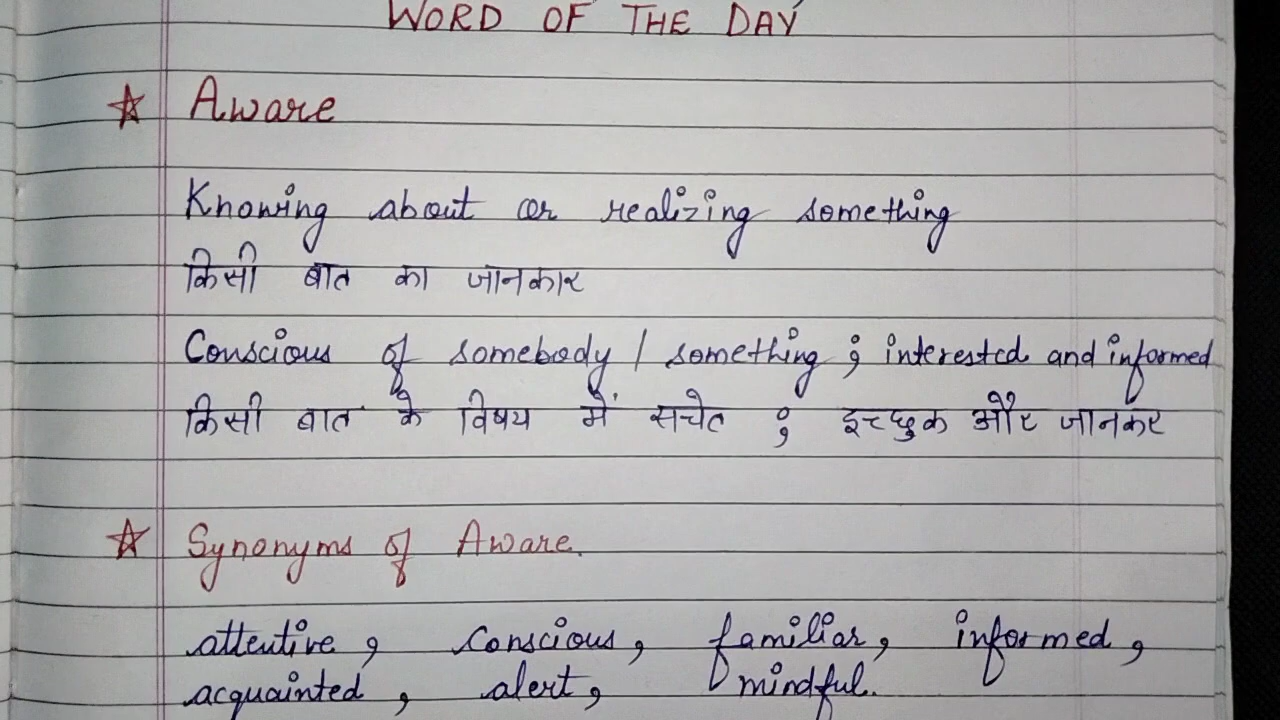 WORD OF THE DAY
☆ Aware
Knowing about or realizing something
किसी बात का जानकार
Conscious of somebody / something ; interested and informed
किसी बात के विषय में सचेत ; इच्छुक और जानकर
☆ Synonyms of Aware.
attentive, conscious, familiar, informed,
acquainted, alert, mindful.